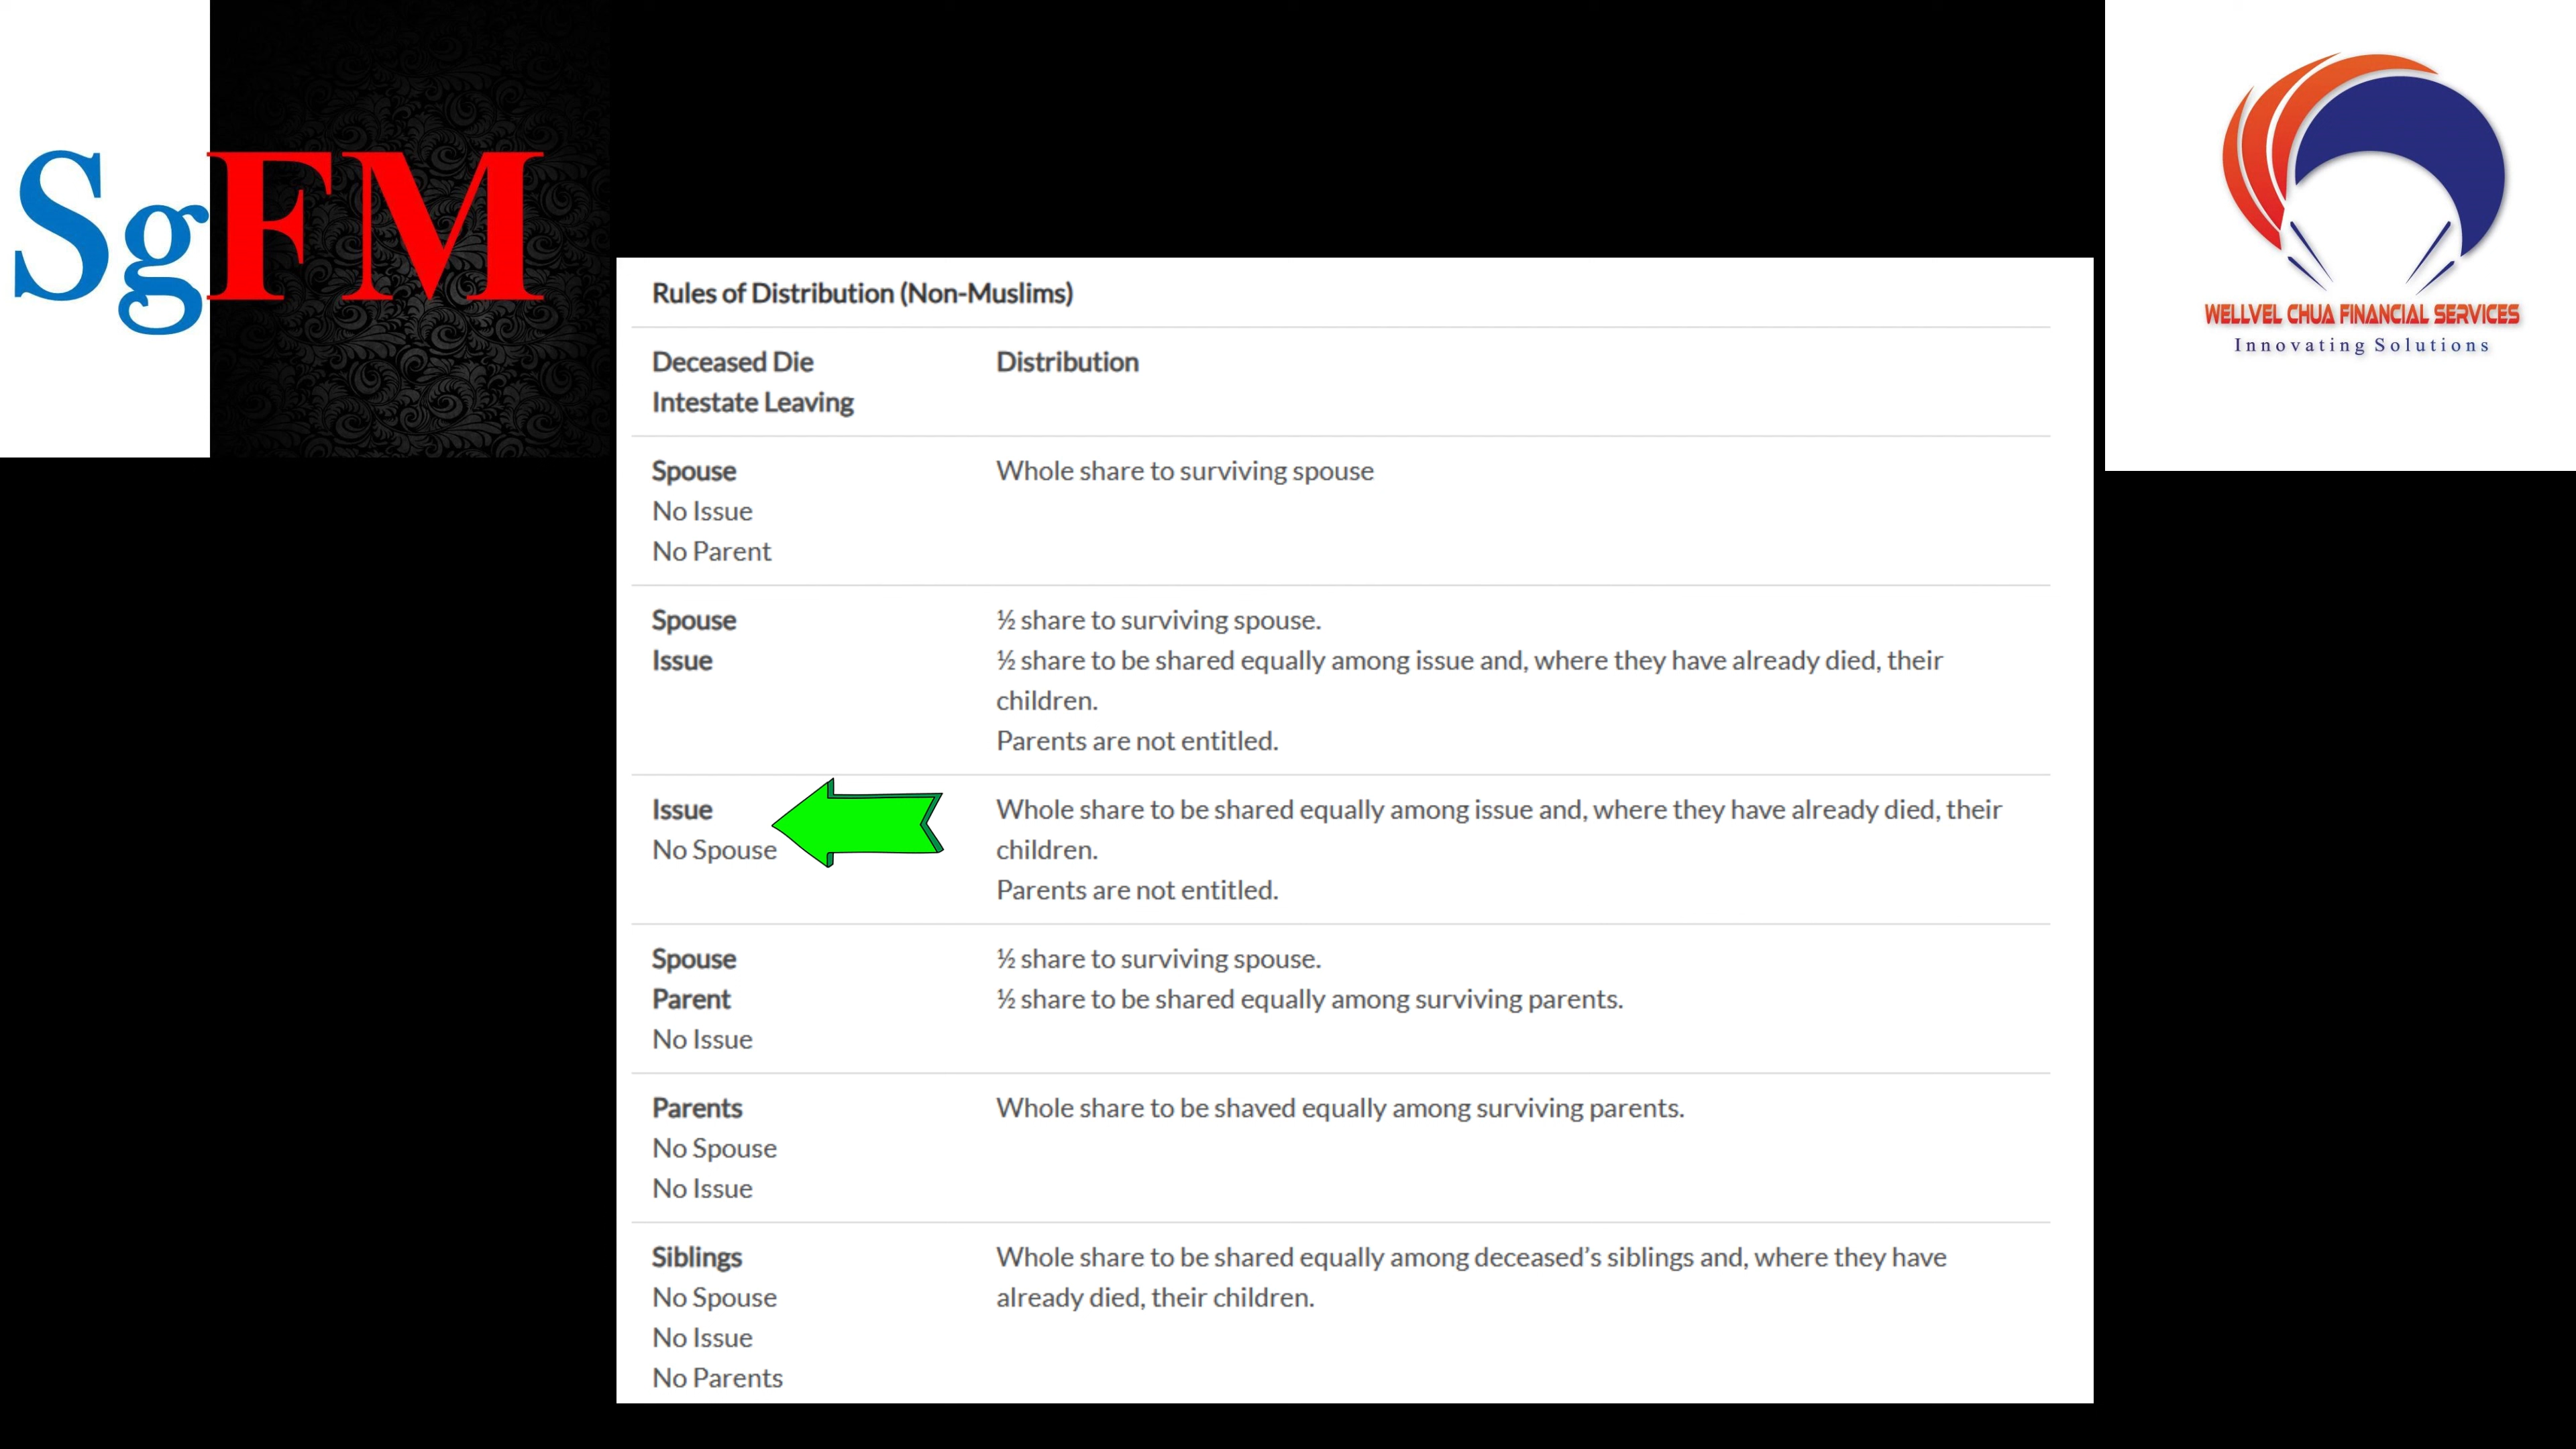 SgFM
WELLVEL CHUA FINANCIAL SERVICES
Innovating Solutions
Rules of Distribution (Non-Muslims)
Deceased Die
Intestate Leaving
Distribution
Spouse
No Issue
No Parent
Whole share to surviving spouse
Spouse
Issue
½ share to surviving spouse.
½ share to be shared equally among issue and, where they have already died, their
children.
Parents are not entitled.
Issue
No Spouse
Whole share to be shared equally among issue and, where they have already died, their
children.
Parents are not entitled.
Spouse
Parent
No Issue
½ share to surviving spouse.
½ share to be shared equally among surviving parents.
Parents
No Spouse
No Issue
Whole share to be shaved equally among surviving parents.
Siblings
No Spouse
No Issue
No Parents
Whole share to be shared equally among deceased’s siblings and, where they have
already died, their children.